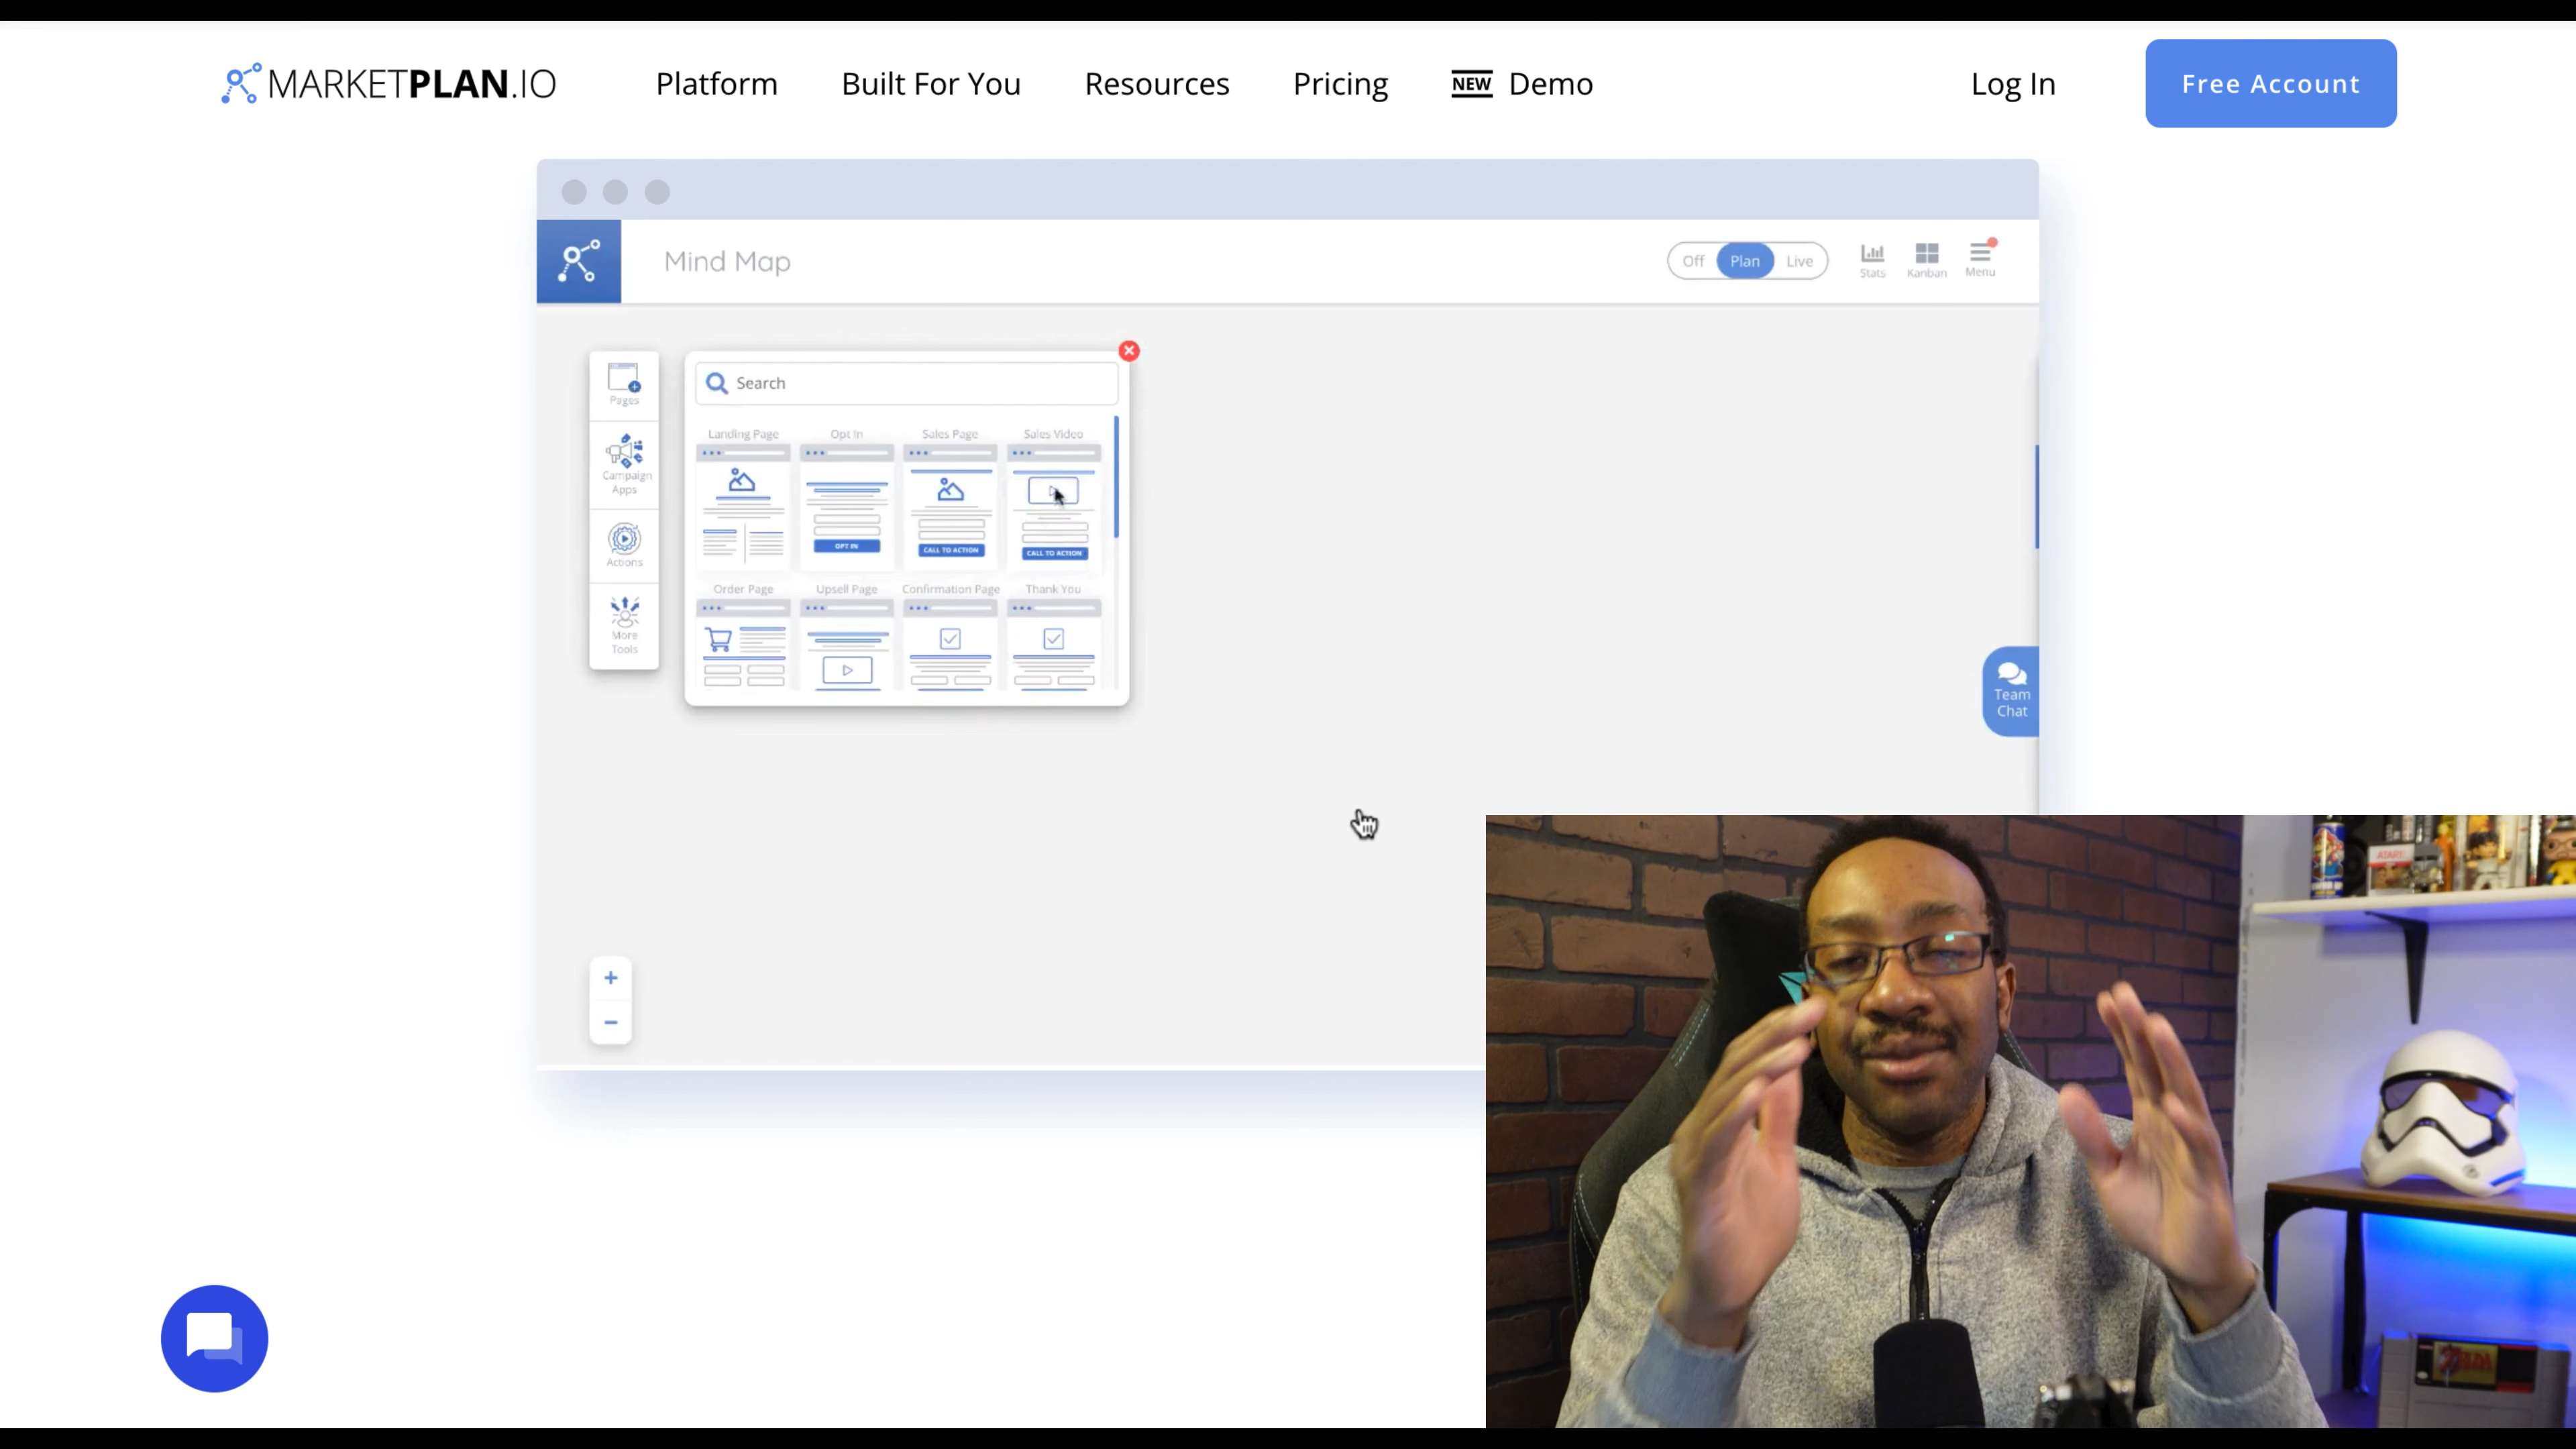 MARKETPLAN.IO
Platform
Built For You
Resources
Pricing
NEW Demo
Log In
Free Account
Mind Map
Off
Plan
Live
Stats
Kanban
Menu
Pages
Campaign
Apps
Actions
More
Tools
Search
Landing Page
Opt In
Sales Page
Sales Video
OPT IN
CALL TO ACTION
CALL TO ACTION
Order Page
Upsell Page
Confirmation Page
Thank You
Team
Chat
ATARI
ZELDA